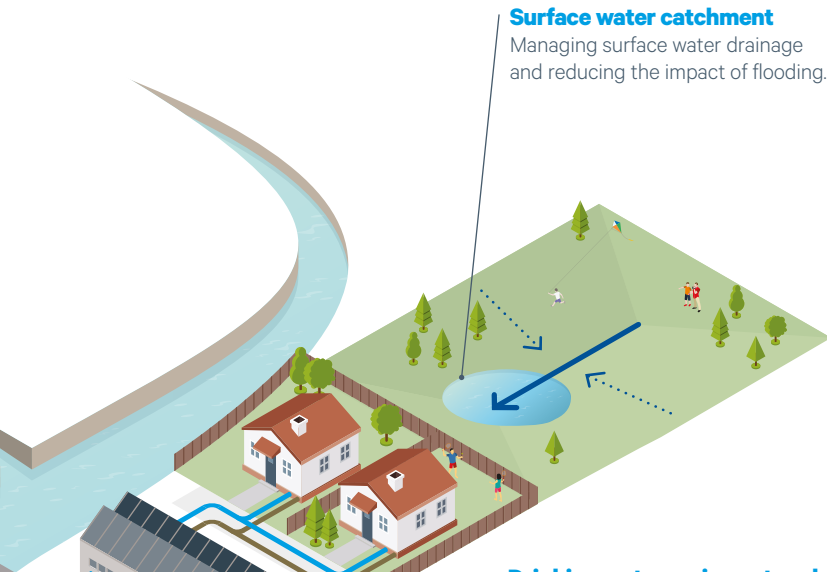 Surface water catchment
Managing surface water drainage
and reducing the impact of flooding.